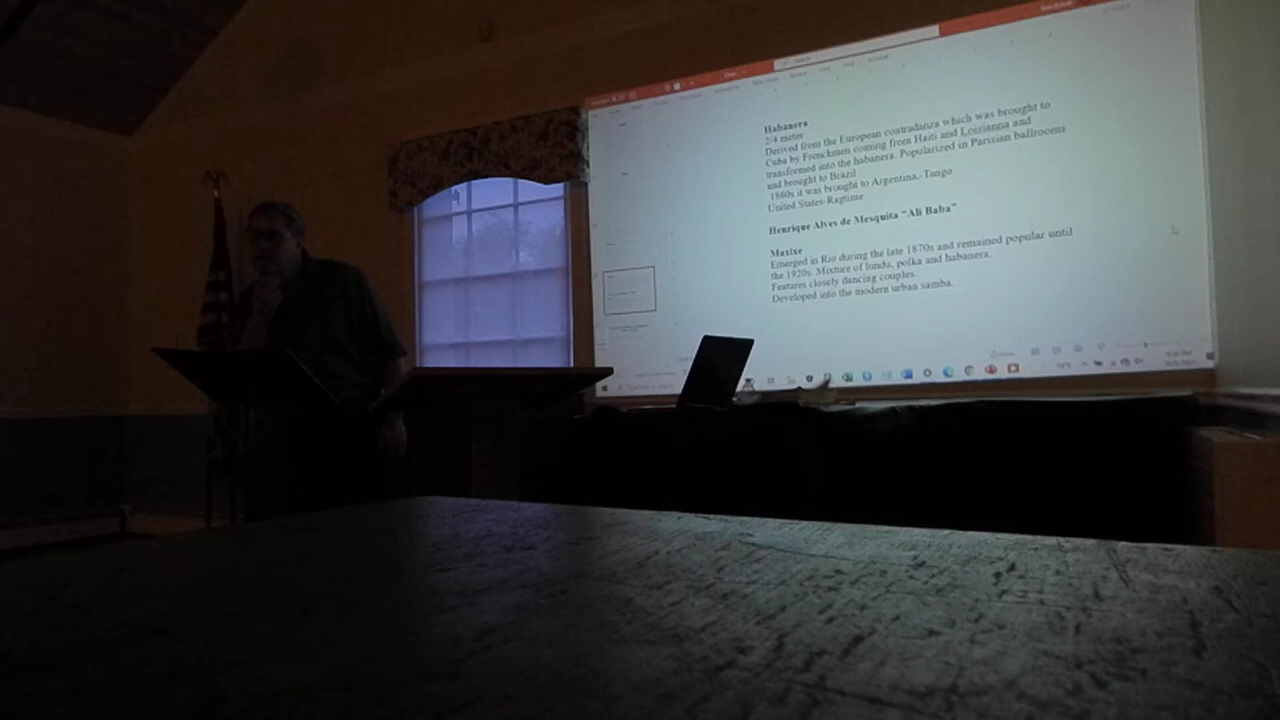 Habanera
2/4 meter
Derived from the European contradanza which was brought to
Cuba by Frenchmen coming from Haiti and Loisianna and
transformed into the habanera. Popularized in Parisian ballrooms
and brought to Brazil
1860s it was brought to Argentina,-Tango
United States-Ragtime
Henrique Alves de Mesquita “Ali Baba”
Maxixe
Emerged in Rio during the late 1870s and remained popular until
the 1920s. Mixture of lundu, polka and habanera.
Features closely dancing couples.
Developed into the modern urban samba.